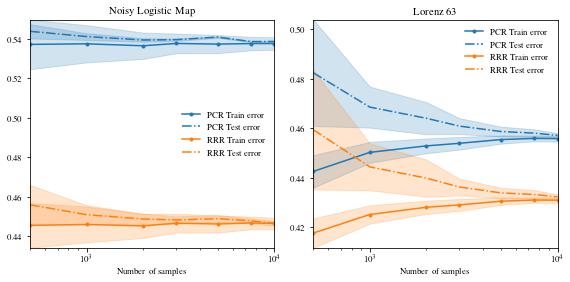 Noisy Logistic Map
0.54
0.52
0.50
0.48
0.46
0.44
PCR Train error
PCR Test error
RRR Train error
RRR Test error
10³
10⁴
Number of samples
Lorenz 63
0.50
0.48
0.46
0.44
0.42
PCR Train error
PCR Test error
RRR Train error
RRR Test error
10³
10⁴
Number of samples